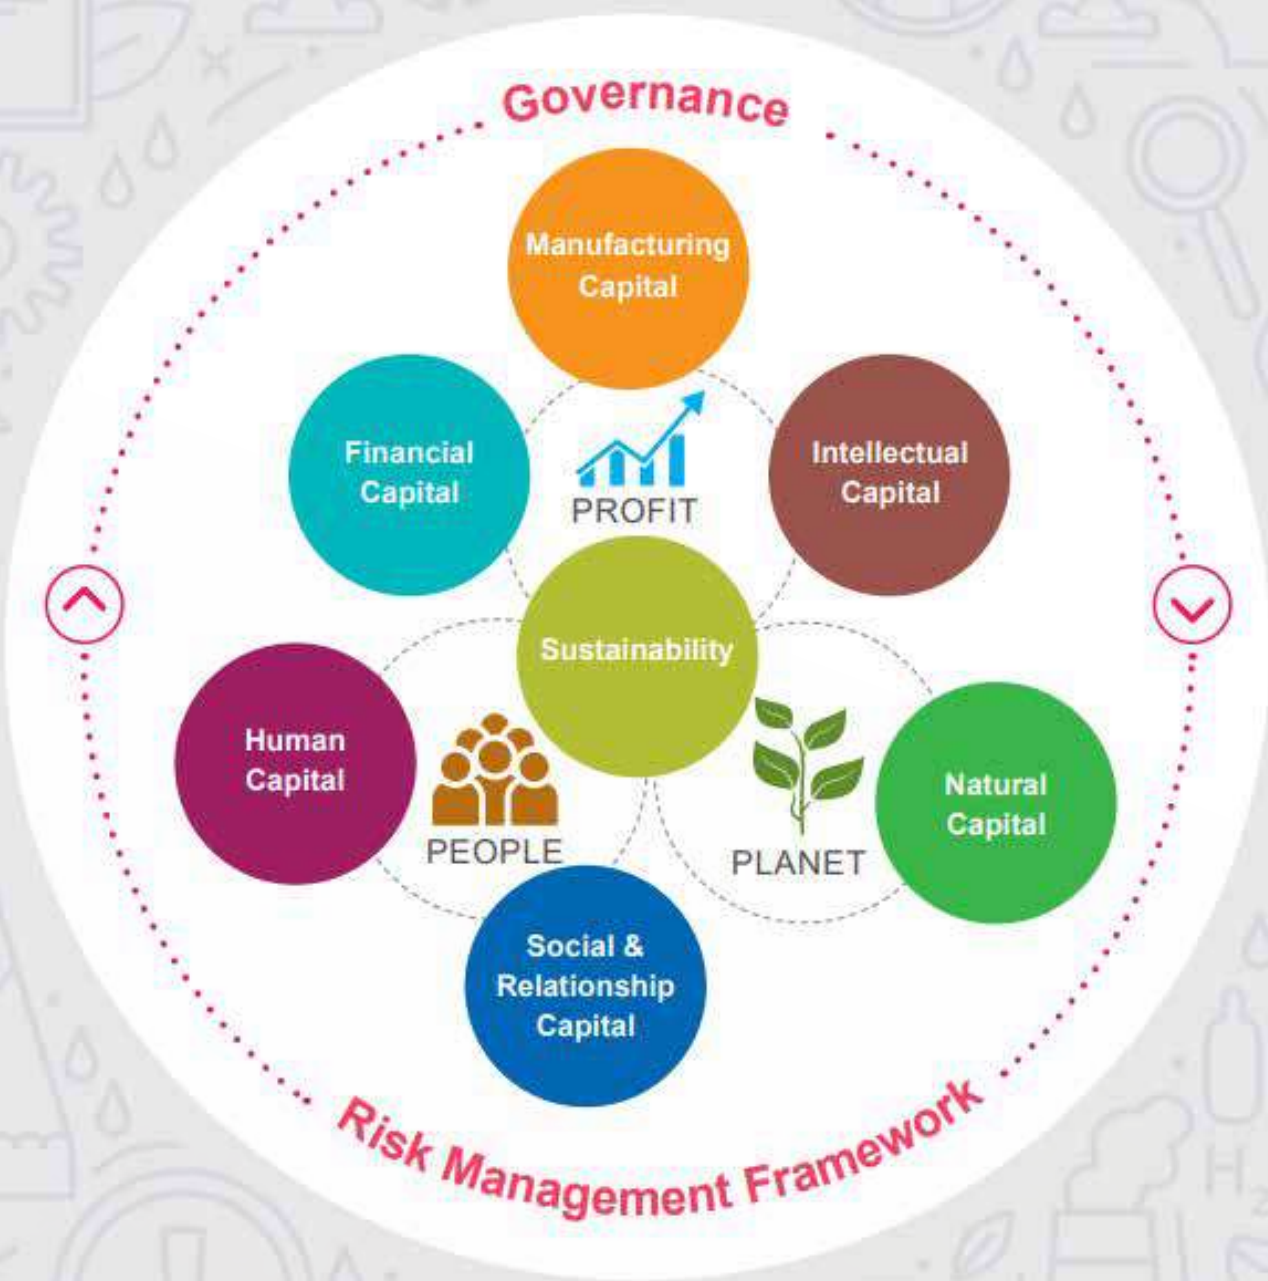 Governance
Manufacturing
Capital
Financial
Capital
Intellectual
Capital
PROFIT
Sustainability
Human
Capital
PEOPLE
PLANET
Natural
Capital
Social &
Relationship
Capital
Risk Management Framework
H2